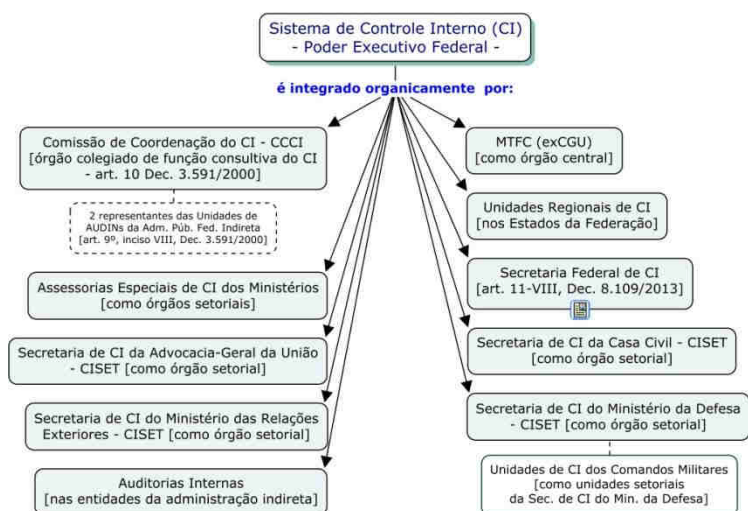 Sistema de Controle Interno (CI)
- Poder Executivo Federal -
é integrado organicamente por:
Comissão de Coordenação do CI - CCCI
[órgão colegiado de função consultiva do CI
- art. 10 Dec. 3.591/2000]
2 representantes das Unidades de
AUDINs da Adm. Púb. Fed. Indireta
[art. 9º, inciso VIII, Dec. 3.591/2000]
Assessorias Especiais de CI dos Ministérios
[como órgãos setoriais]
Secretaria de CI da Advocacia-Geral da União
- CISET [como órgão setorial]
Secretaria de CI do Ministério das Relações
Exteriores - CISET [como órgão setorial]
Auditorias Internas
[nas entidades da administração indireta]
MTFC (exCGU)
[como órgão central]
Unidades Regionais de CI
[nos Estados da Federação]
Secretaria Federal de CI
[art. 11-VIII, Dec. 8.109/2013]
Secretaria de CI da Casa Civil - CISET
[como órgão setorial]
Secretaria de CI do Ministério da Defesa
- CISET [como órgão setorial]
Unidades de CI dos Comandos Militares
[como unidades setoriais
da Sec. de CI do Min. da Defesa]